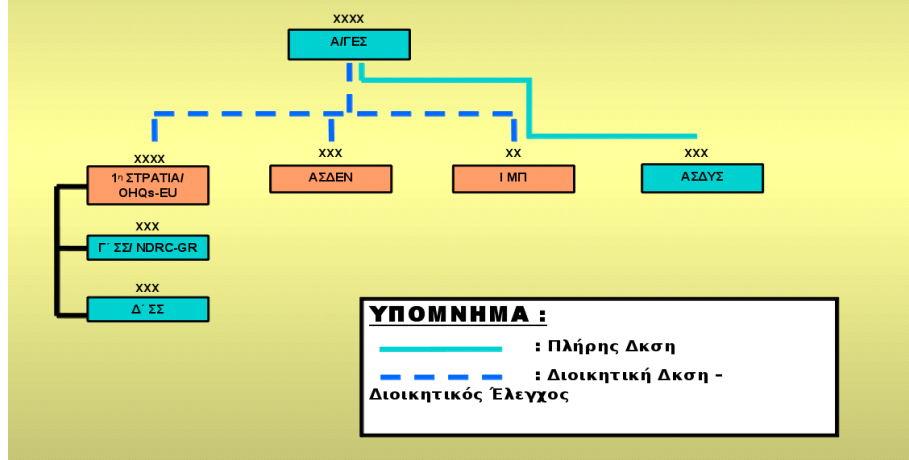 XXXX
Α/ΓΕΣ
XXXX
XXX
XX
XXX
1η ΣΤΡΑΤΙΑ/
OHQs-EU
ΑΣΔΕΝ
Ι ΜΠ
ΑΣΔΥΣ
XXX
Γ΄ ΣΣ/ NDRC-GR
XXX
Δ΄ ΣΣ
ΥΠΟΜΝΗΜΑ :
: Πλήρης Δκση
: Διοικητική Δκση –
Διοικητικός Έλεγχος